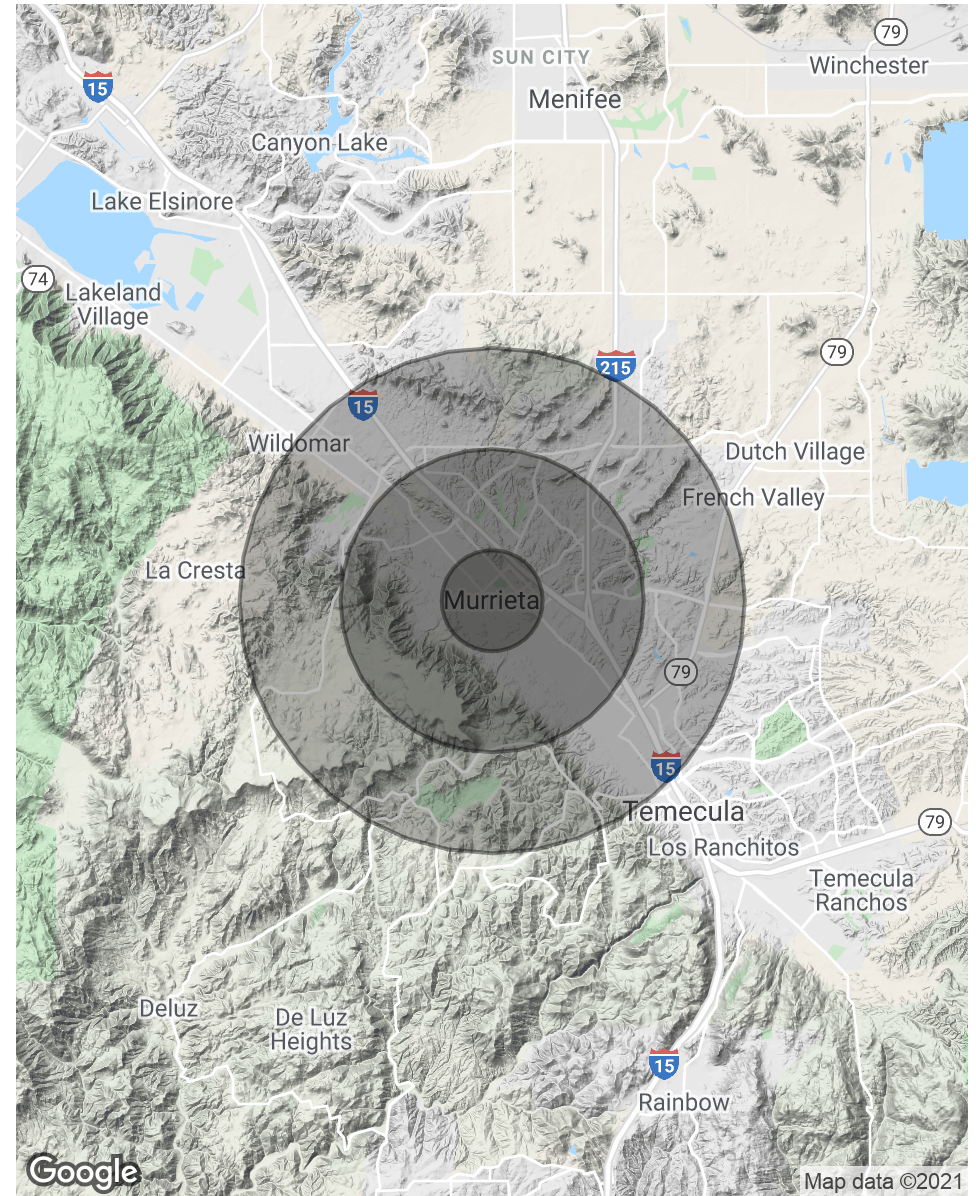 79
SUN CITY
Winchester
15
Menifee
Canyon Lake
Lake Elsinore
74
Lakeland
Village
79
215
15
Wildomar
Dutch Village
French Valley
La Cresta
Murrieta
79
15
Temecula
79
Los Ranchitos
Temecula
Ranchos
Deluz
De Luz
Heights
15
Rainbow
Google
Map data ©2021